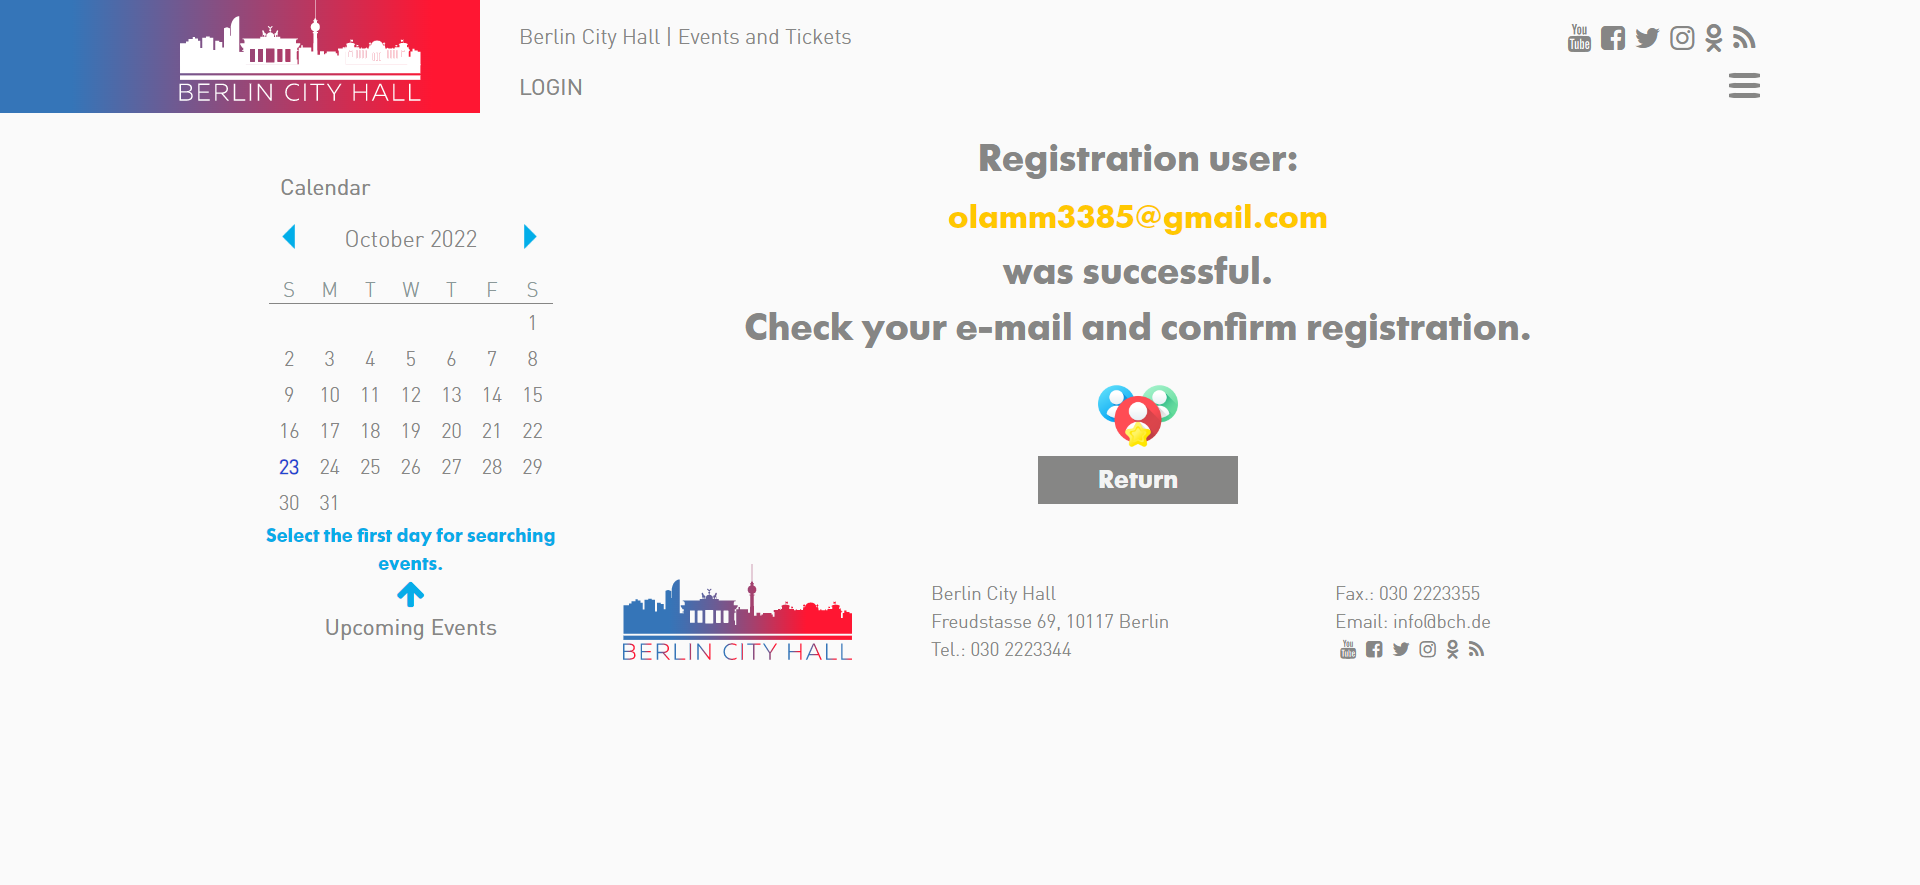 BERLIN CITY HALL
Berlin City Hall | Events and Tickets
LOGIN
You Tube
Calendar
October 2022
S M T W T F S
1
2 3 4 5 6 7 8
9 10 11 12 13 14 15
16 17 18 19 20 21 22
23 24 25 26 27 28 29
30 31
Select the first day for searching
events.
Upcoming Events
Registration user:
olamm3385@gmail.com
was successful.
Check your e-mail and confirm registration.
Return
BERLIN CITY HALL
Berlin City Hall
Freudstasse 69, 10117 Berlin
Tel.: 030 2223344
Fax.: 030 2223355
Email: info@bch.de
You Tube